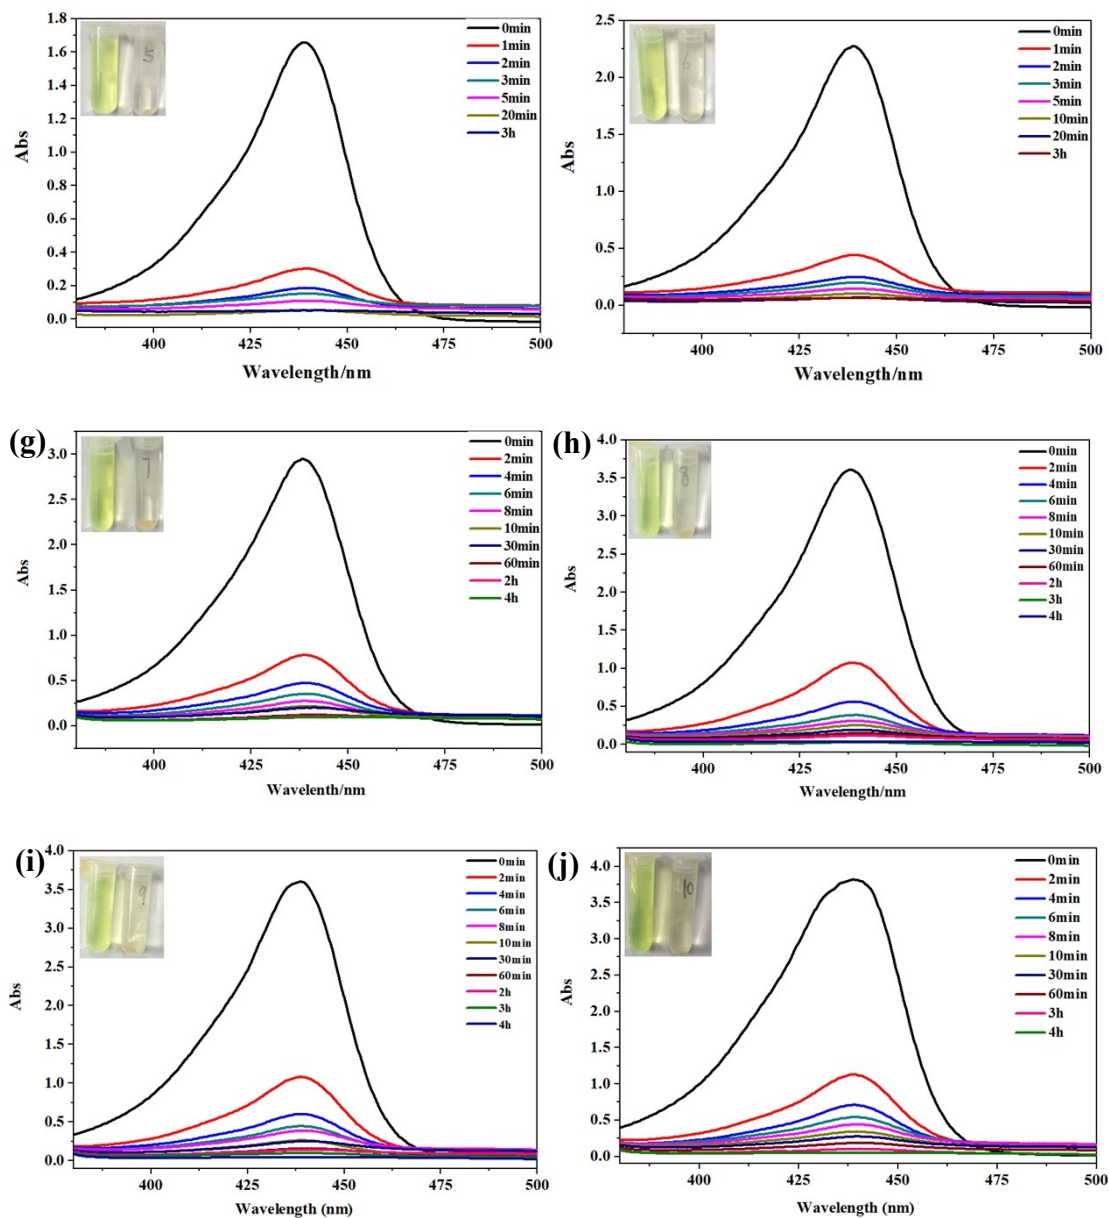 1.8
1.6
1.4
1.2
1.0
0.8
0.6
0.4
0.2
0.0
Abs
5
0min
1min
2min
3min
5min
20min
3h
400
425
450
475
500
Wavelength/nm
2.5
2.0
1.5
1.0
0.5
0.0
Abs
6
0min
1min
2min
3min
5min
10min
20min
3h
400
425
450
475
500
Wavelength/nm
(g)
3.0
2.5
2.0
1.5
1.0
0.5
0.0
Abs
7
0min
2min
4min
6min
8min
10min
30min
60min
2h
4h
400
425
450
475
500
Wavelenth/nm
(h)
4.0
3.5
3.0
2.5
2.0
1.5
1.0
0.5
0.0
Abs
8
0min
2min
4min
6min
8min
10min
30min
60min
2h
3h
4h
400
425
450
475
500
Wavelength/nm
(i)
4.0
3.5
3.0
2.5
2.0
1.5
1.0
0.5
0.0
Abs
9
0min
2min
4min
6min
8min
10min
30min
60min
2h
3h
4h
400
425
450
475
500
Wavelength (nm)
(j)
4.0
3.5
3.0
2.5
2.0
1.5
1.0
0.5
0.0
Abs
10
0min
2min
4min
6min
8min
10min
30min
60min
3h
4h
400
425
450
475
500
Wavelength (nm)